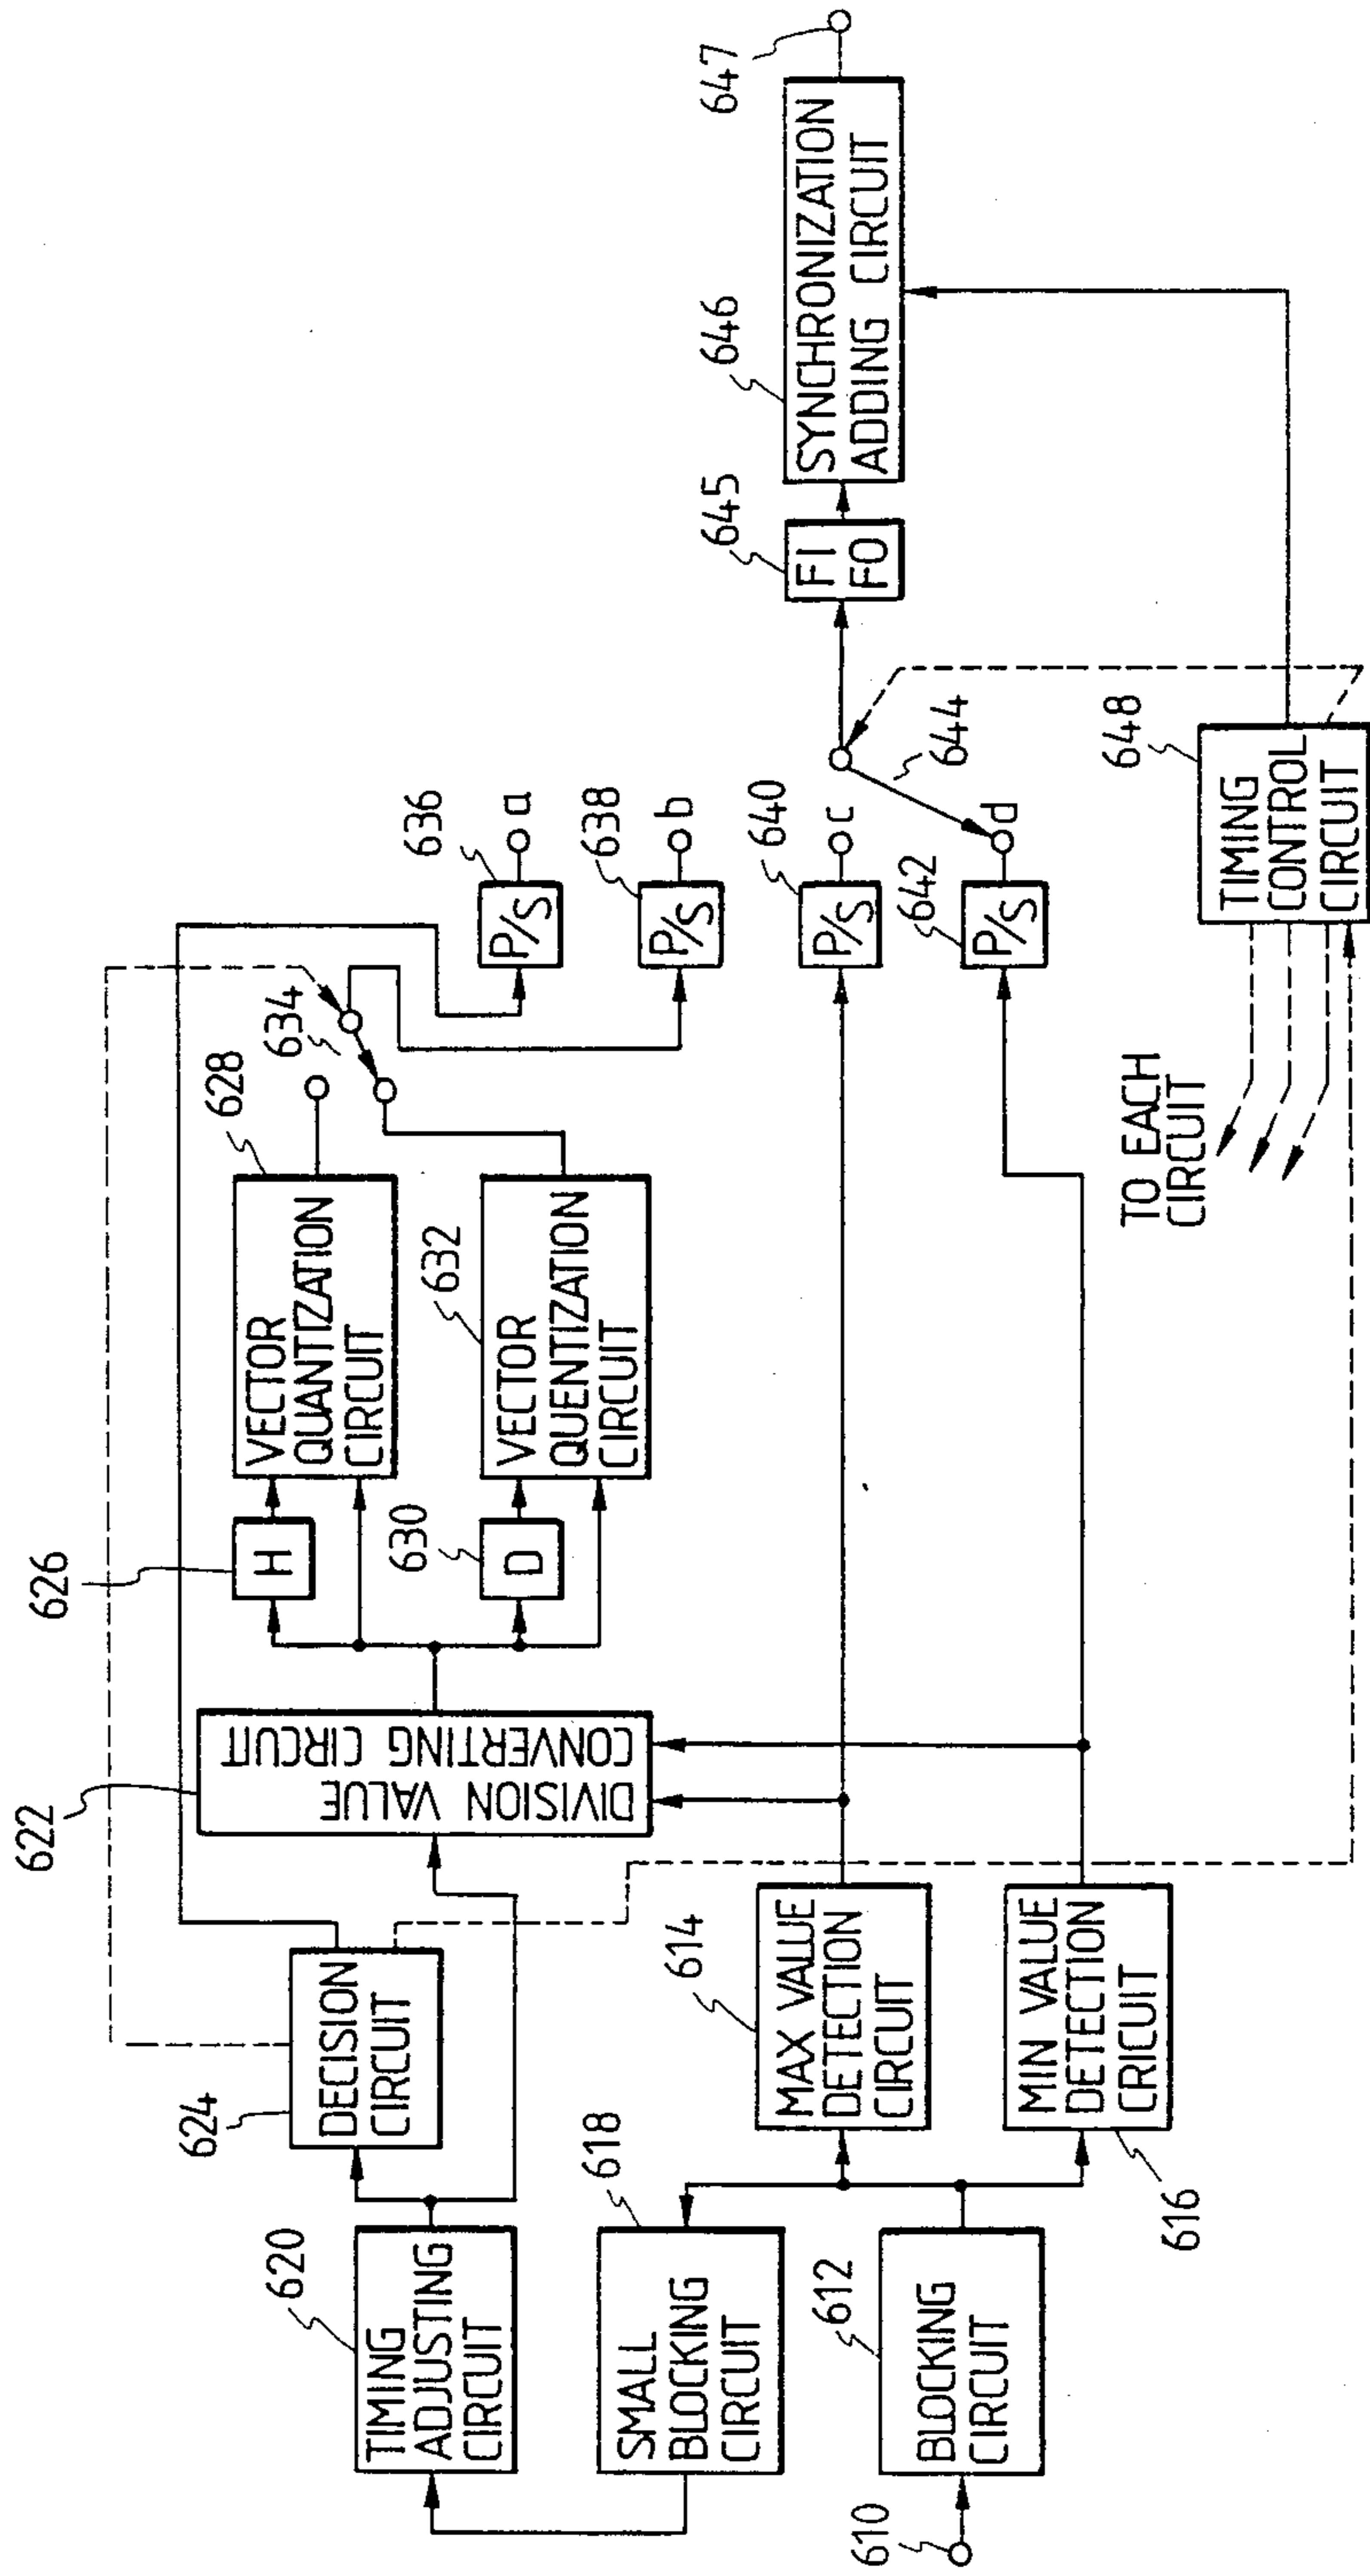 610
BLOCKING
CIRCUIT
612
SMALL
BLOCKING
CIRCUIT
618
TIMING
ADJUSTING
CIRCUIT
620
DECISION
CIRCUIT
624
MAX VALUE
DETECTION
CIRCUIT
614
MIN VALUE
DETECTION
CRICUIT
616
DIVISION VALUE
CONVERTING CIRCUIT
622
H
626
D
630
VECTOR
QUANTIZATION
CIRCUIT
628
VECTOR
QUENTIZATION
CIRCUIT
632
634
P/S
636
a
P/S
638
b
P/S
640
c
P/S
642
d
644
FI
FO
645
SYNCHRONIZATION
ADDING CIRCUIT
646
647
TIMING
CONTROL
CIRCUIT
648
TO EACH
CIRCUIT